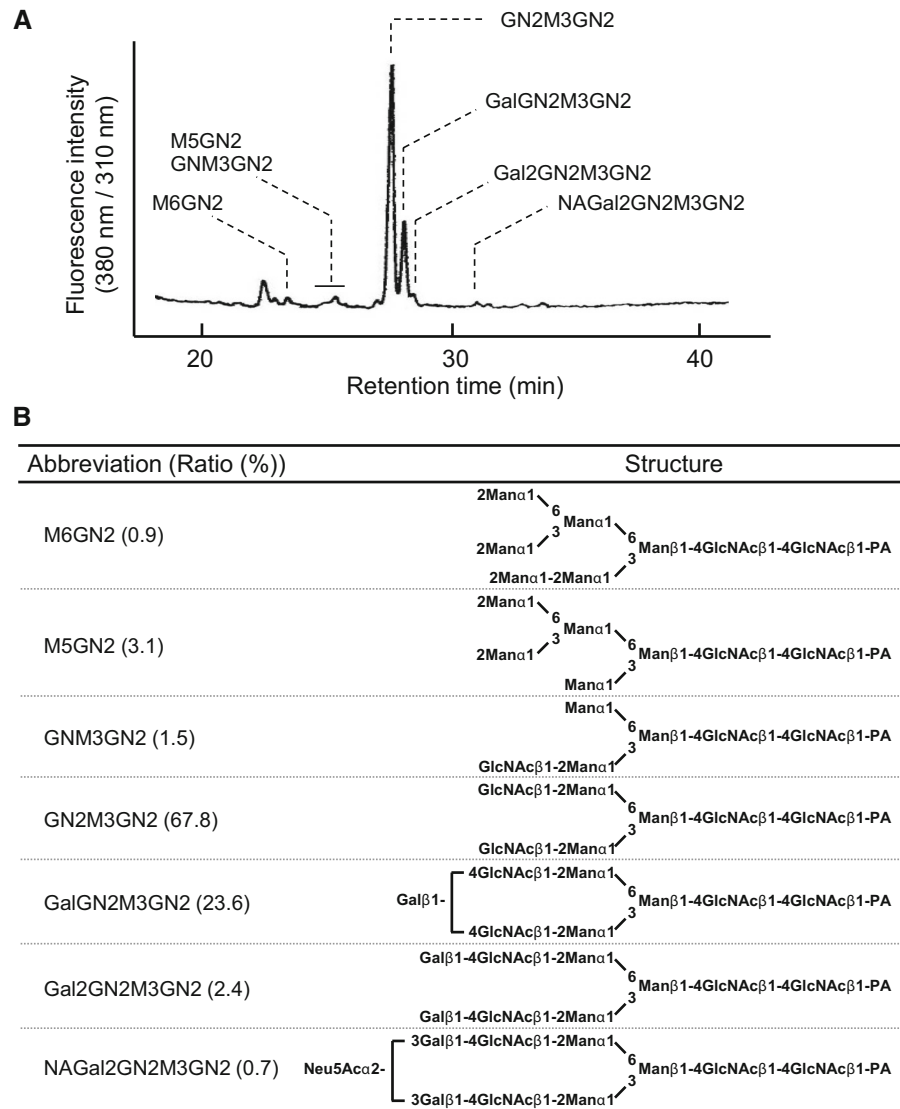 A
Fluorescence intensity
(380 nm / 310 nm)
GN2M3GN2
GalGN2M3GN2
M5GN2
GNM3GN2
Gal2GN2M3GN2
M6GN2
NAGal2GN2M3GN2
20
30
40
Retention time (min)
B
Abbreviation (Ratio (%)) Structure
M6GN2 (0.9)
2Manα1
6
Manα1
3
2Manα1
6
Manβ1-4GlcNAcβ1-4GlcNAcβ1-PA
3
2Manα1-2Manα1
M5GN2 (3.1)
2Manα1
6
Manα1
3
2Manα1
6
Manβ1-4GlcNAcβ1-4GlcNAcβ1-PA
3
Manα1
GNM3GN2 (1.5)
Manα1
6
Manβ1-4GlcNAcβ1-4GlcNAcβ1-PA
3
GlcNAcβ1-2Manα1
GN2M3GN2 (67.8)
GlcNAcβ1-2Manα1
6
Manβ1-4GlcNAcβ1-4GlcNAcβ1-PA
3
GlcNAcβ1-2Manα1
GalGN2M3GN2 (23.6)
Galβ1-
4GlcNAcβ1-2Manα1
6
Manβ1-4GlcNAcβ1-4GlcNAcβ1-PA
3
4GlcNAcβ1-2Manα1
Gal2GN2M3GN2 (2.4)
Galβ1-4GlcNAcβ1-2Manα1
6
Manβ1-4GlcNAcβ1-4GlcNAcβ1-PA
3
Galβ1-4GlcNAcβ1-2Manα1
NAGal2GN2M3GN2 (0.7)
Neu5Acα2-
3Galβ1-4GlcNAcβ1-2Manα1
6
Manβ1-4GlcNAcβ1-4GlcNAcβ1-PA
3
3Galβ1-4GlcNAcβ1-2Manα1